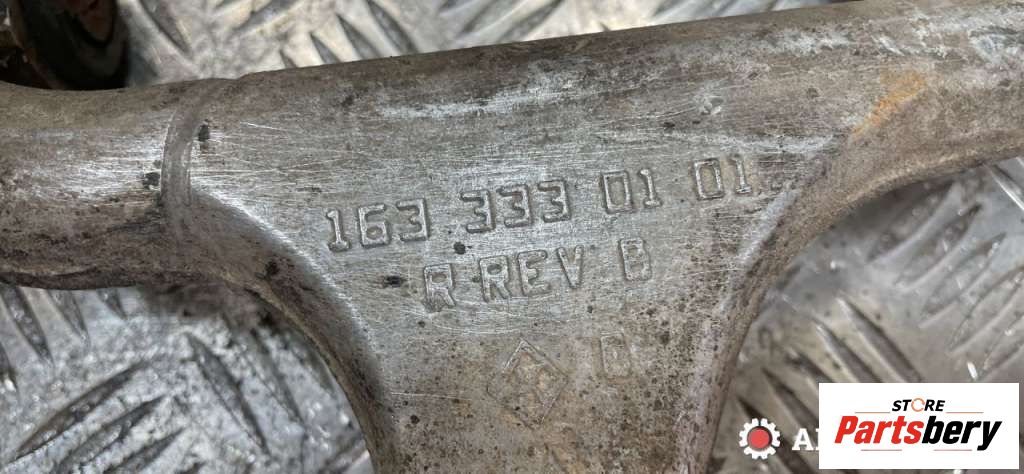 163 333 01 01
R REV B
STORE
Partsbery